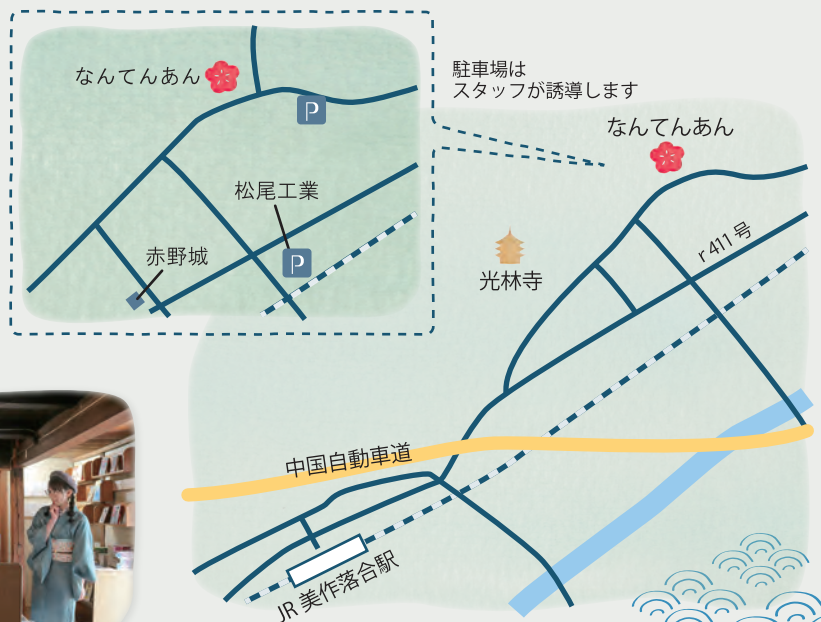 なんてんあん
P
松尾工業
赤野城
P
駐車場は
スタッフが誘導します
なんてんあん
r 411 号
光林寺
中国自動車道
JR 美作落合駅